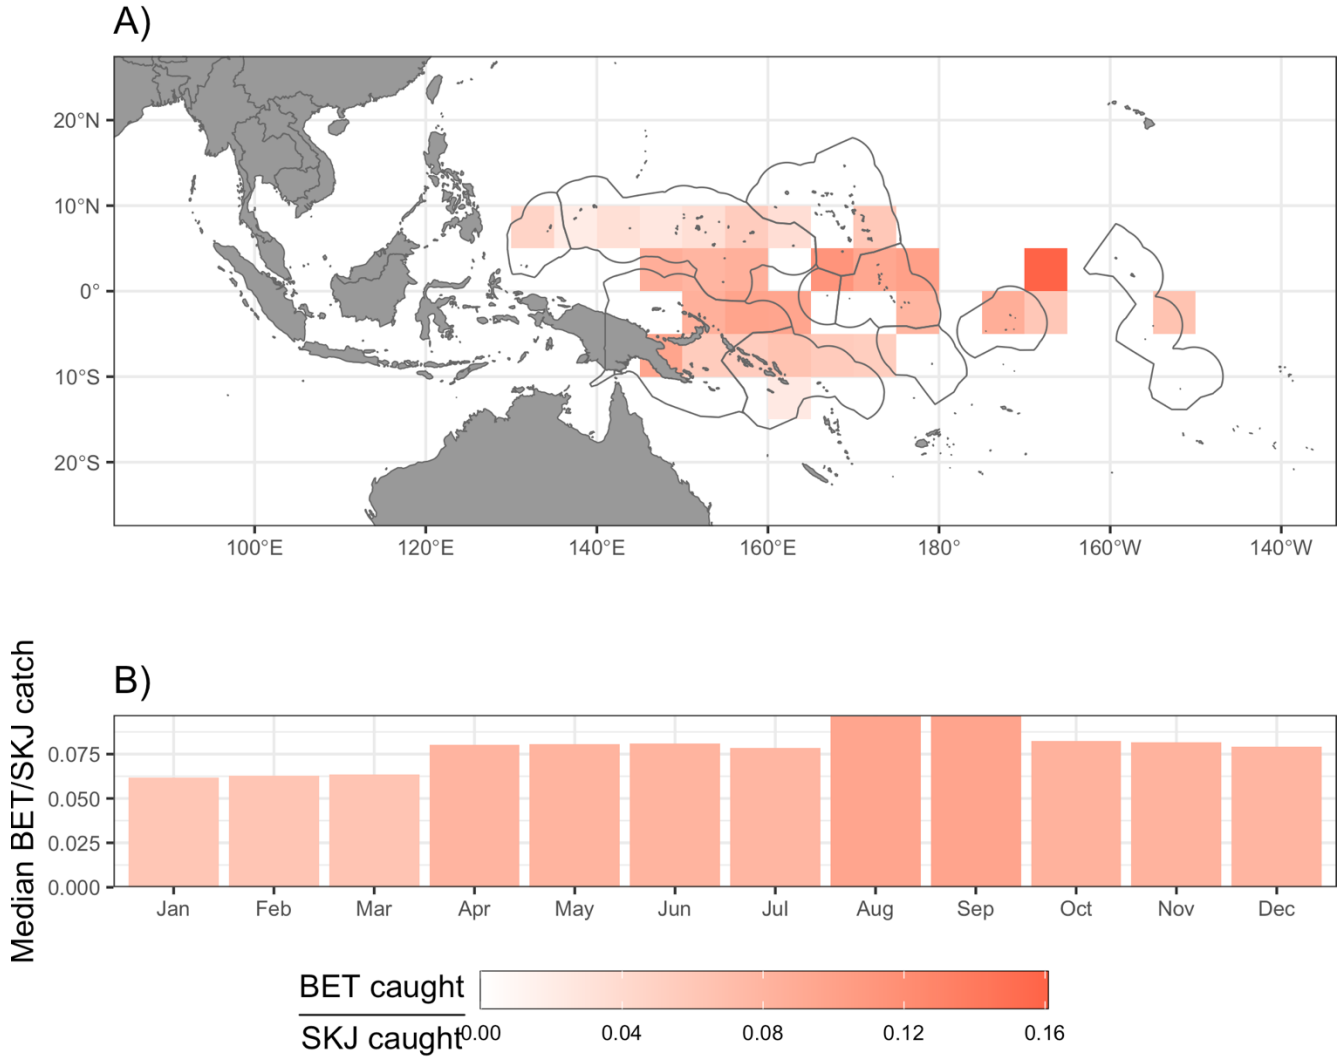 A)
20°N
10°N
0°
10°S
20°S
100°E
120°E
140°E
160°E
180°
160°W
140°W
B)
Median BET/SKJ catch
0.075
0.050
0.025
0.000
Jan
Feb
Mar
Apr
May
Jun
Jul
Aug
Sep
Oct
Nov
Dec
BET caught
SKJ caught
0.00
0.04
0.08
0.12
0.16